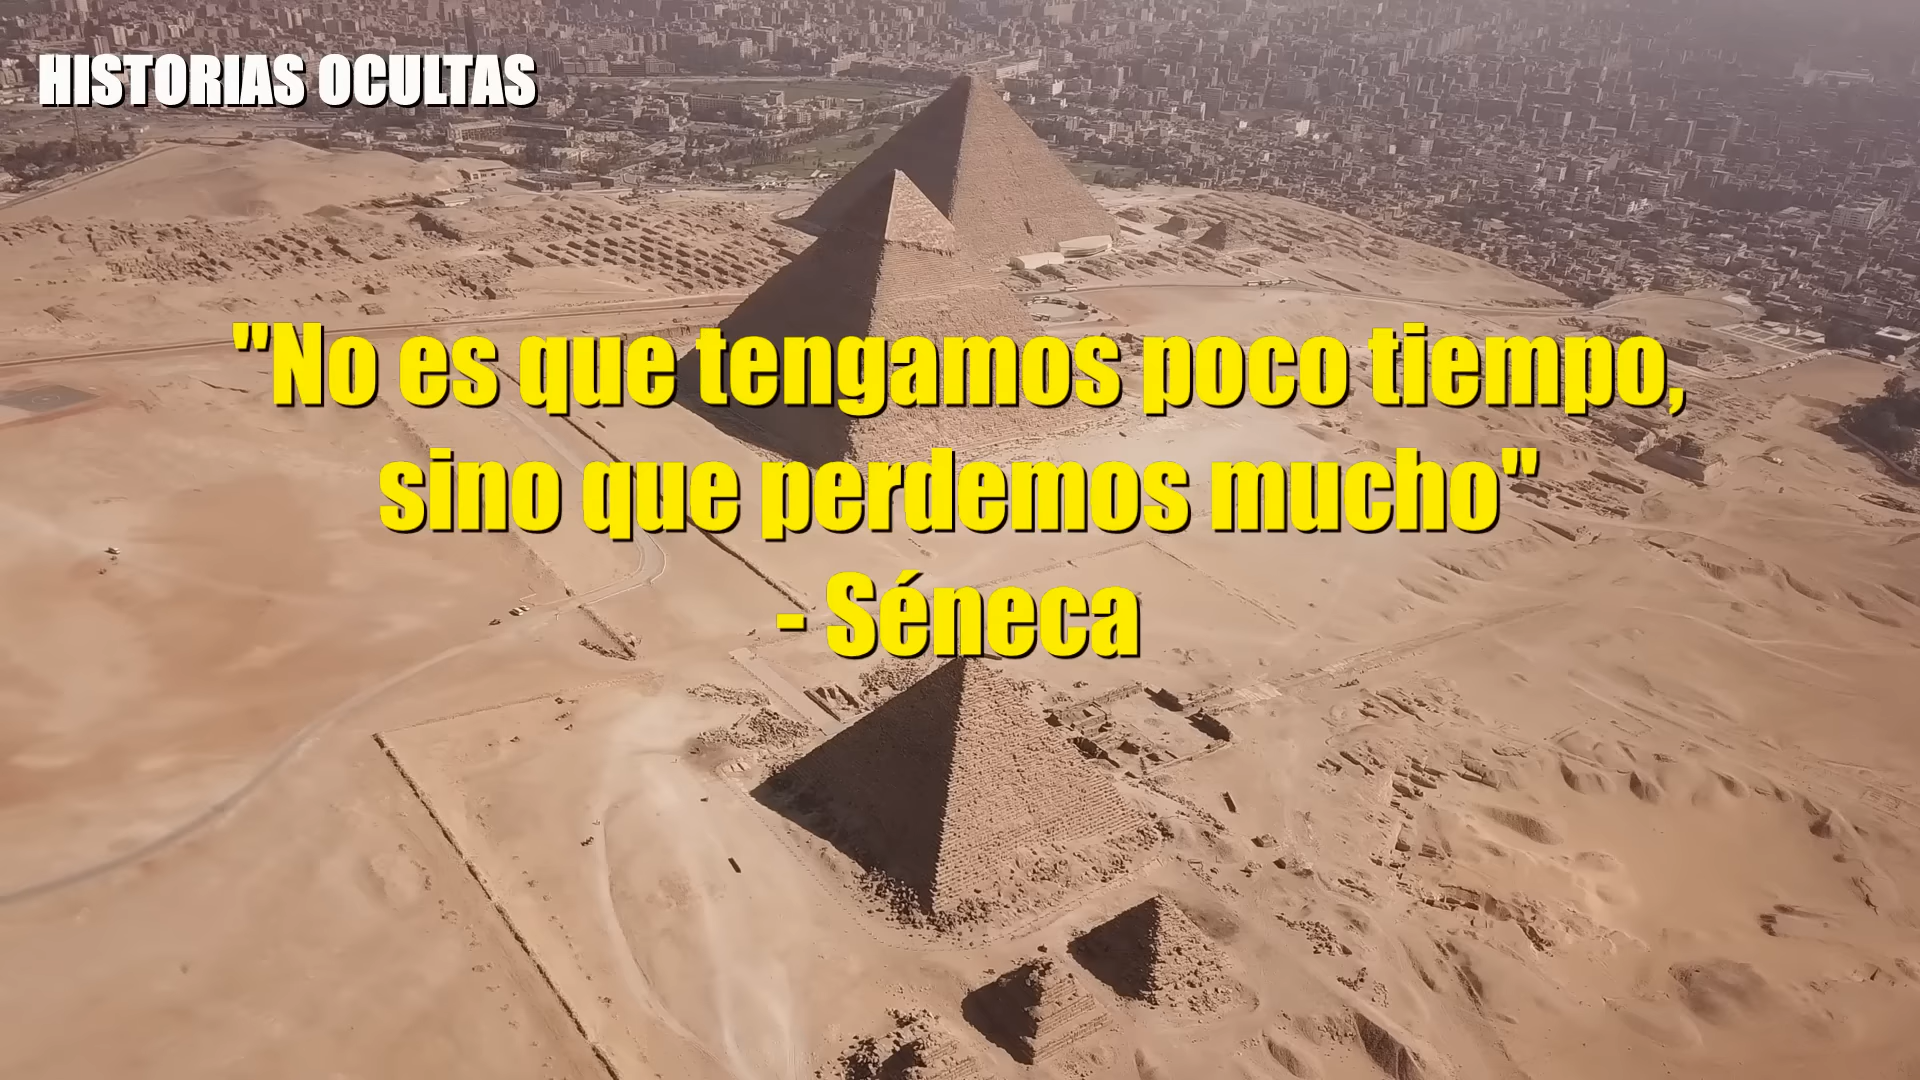 HISTORIAS OCULTAS
"No es que tengamos poco tiempo,
sino que perdemos mucho"
- Séneca